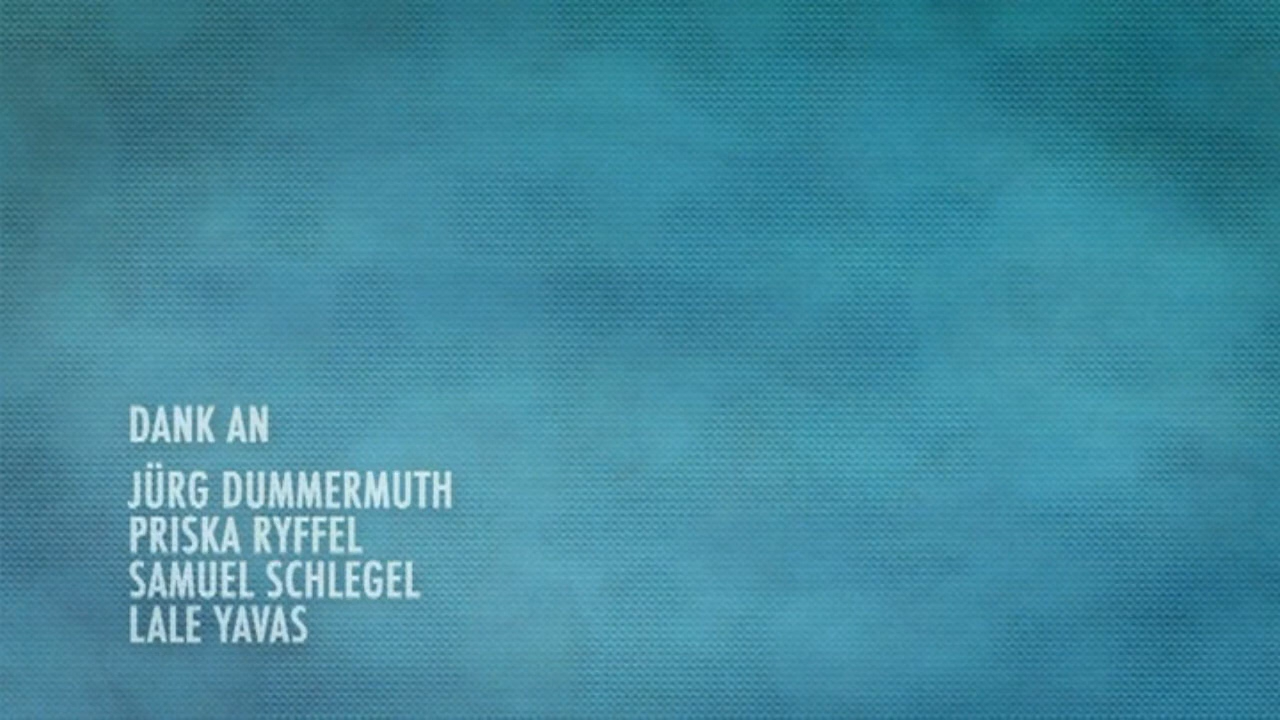 DANK AN
JÜRG DUMMERMUTH
PRISKA RYFFEL
SAMUEL SCHLEGEL
LALE YAVAS